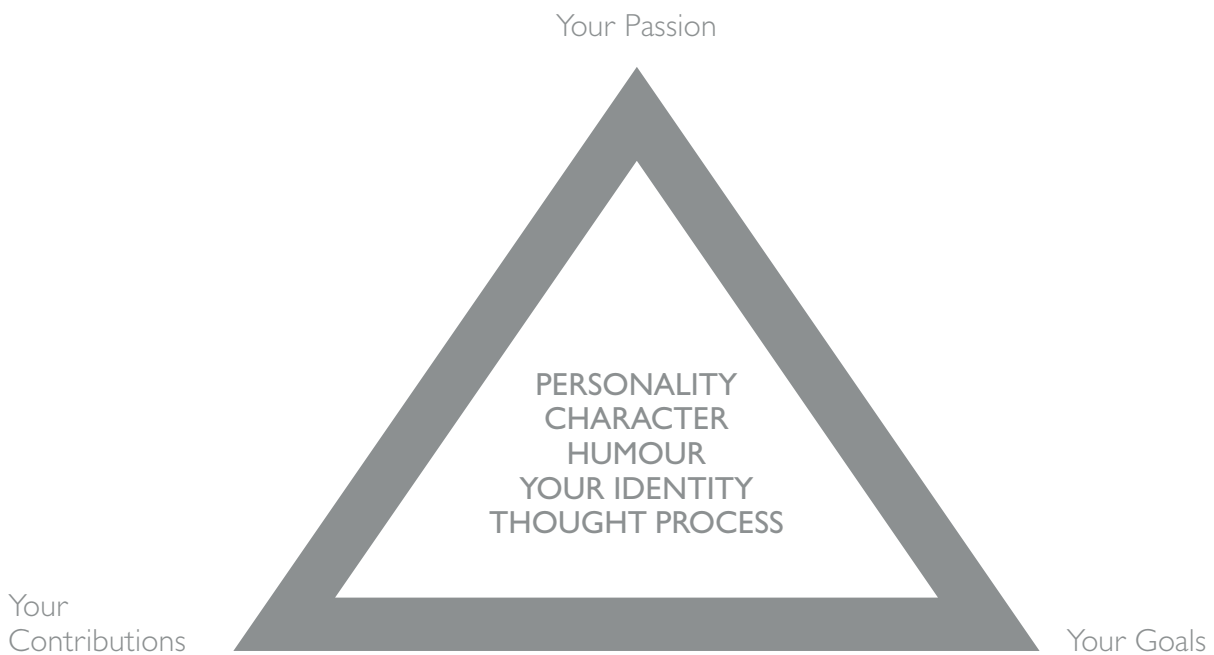 Your Passion
PERSONALITY
CHARACTER
HUMOUR
YOUR IDENTITY
THOUGHT PROCESS
Your
Contributions
Your Goals